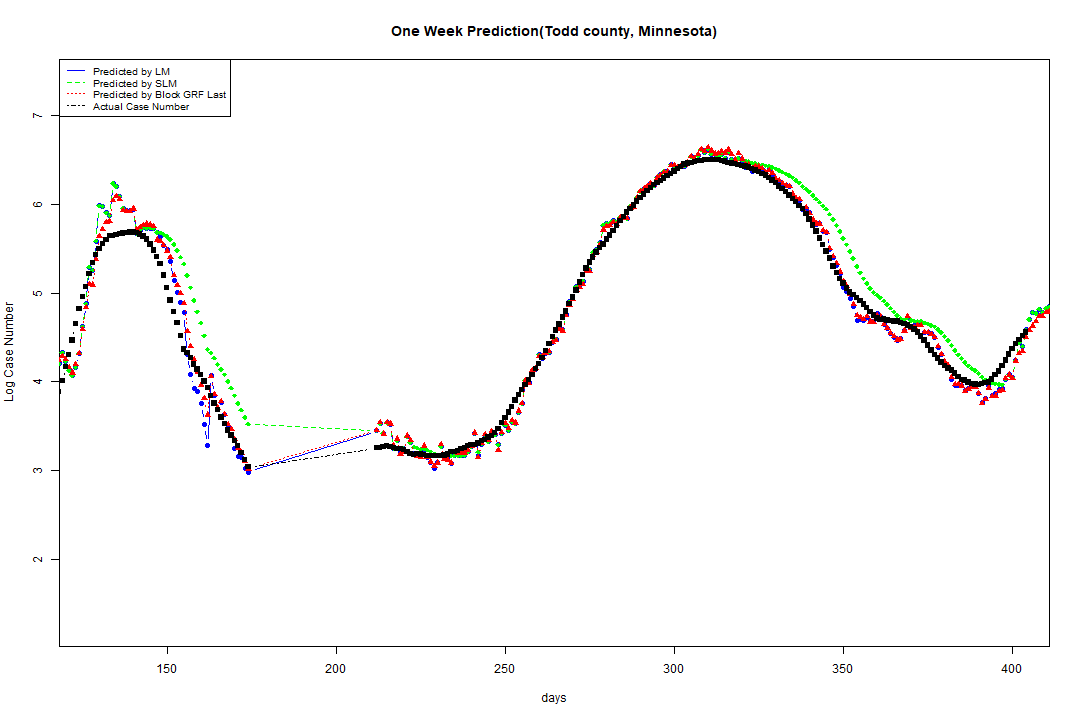 One Week Prediction(Todd county, Minnesota)
Predicted by LM
Predicted by SLM
Predicted by Block GRF Last
Actual Case Number
7
6
5
4
3
2
Log Case Number
150 200 250 300 350 400
days